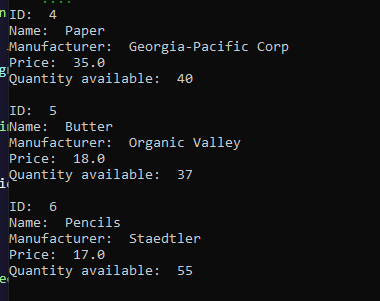 ID:  4
Name:  Paper
Manufacturer:  Georgia-Pacific Corp
Price:  35.0
Quantity available:  40
ID:  5
Name:  Butter
Manufacturer:  Organic Valley
Price:  18.0
Quantity available:  37
ID:  6
Name:  Pencils
Manufacturer:  Staedtler
Price:  17.0
Quantity available:  55